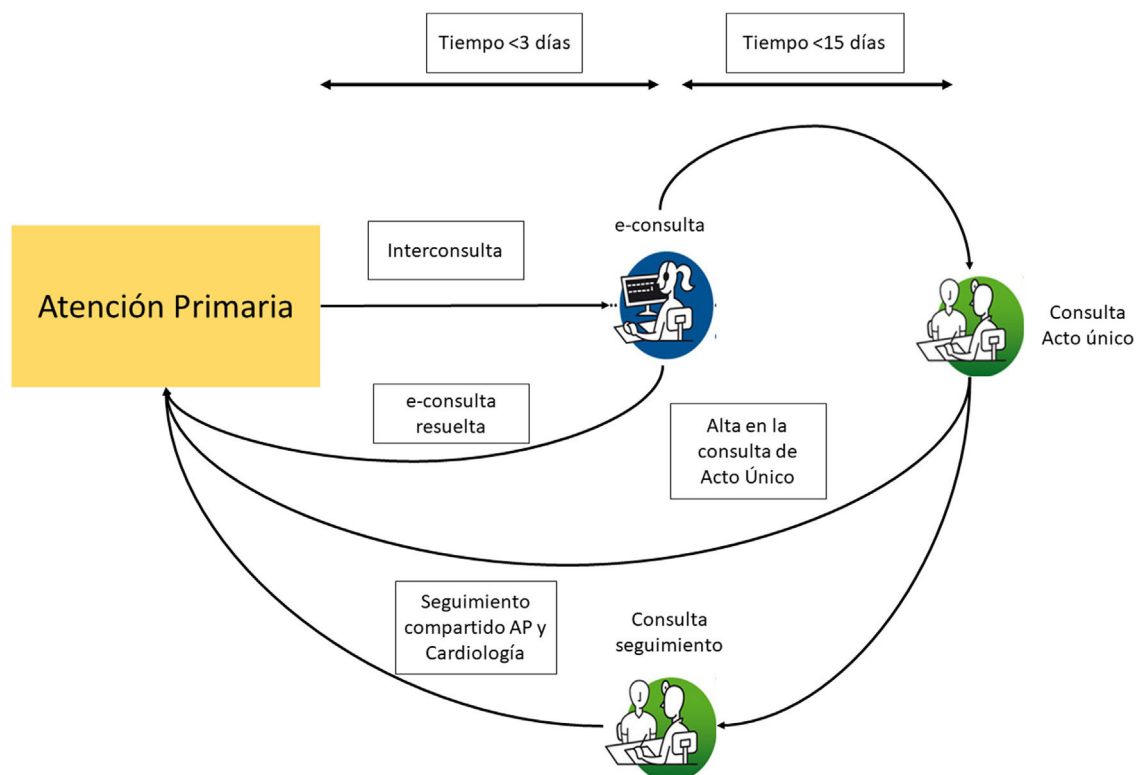 Tiempo <3 días
Tiempo <15 días
e-consulta
Interconsulta
Atención Primaria
Consulta
Acto único
e-consulta
resuelta
Alta en la
consulta de
Acto Único
Seguimiento
compartido AP y
Cardiología
Consulta
seguimiento